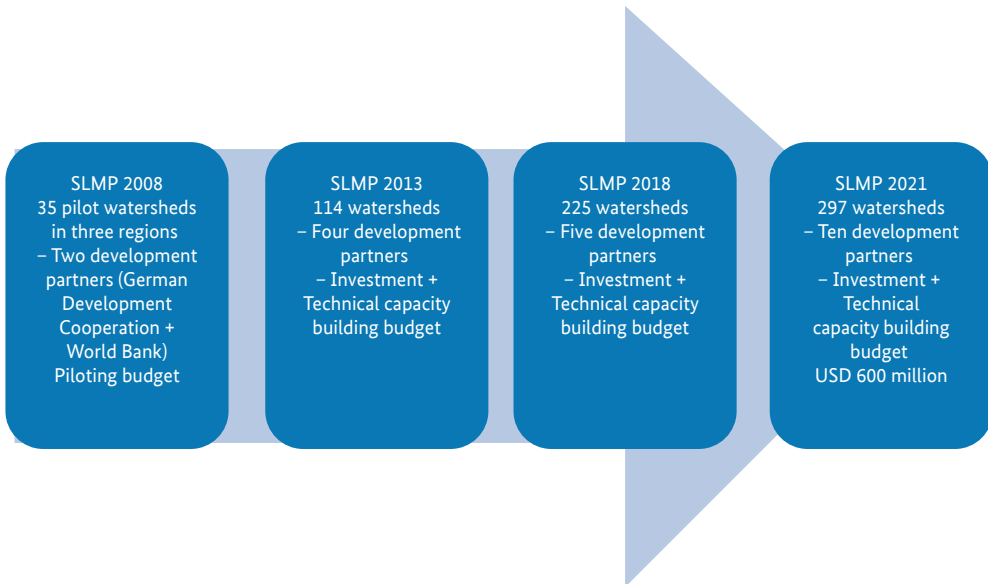 SLMP 2008
35 pilot watersheds
in three regions
– Two development
partners (German
Development
Cooperation +
World Bank)
Piloting budget
SLMP 2013
114 watersheds
– Four development
partners
– Investment +
Technical capacity
building budget
SLMP 2018
225 watersheds
– Five development
partners
– Investment +
Technical capacity
building budget
SLMP 2021
297 watersheds
– Ten development
partners
– Investment +
Technical
capacity building
budget
USD 600 million